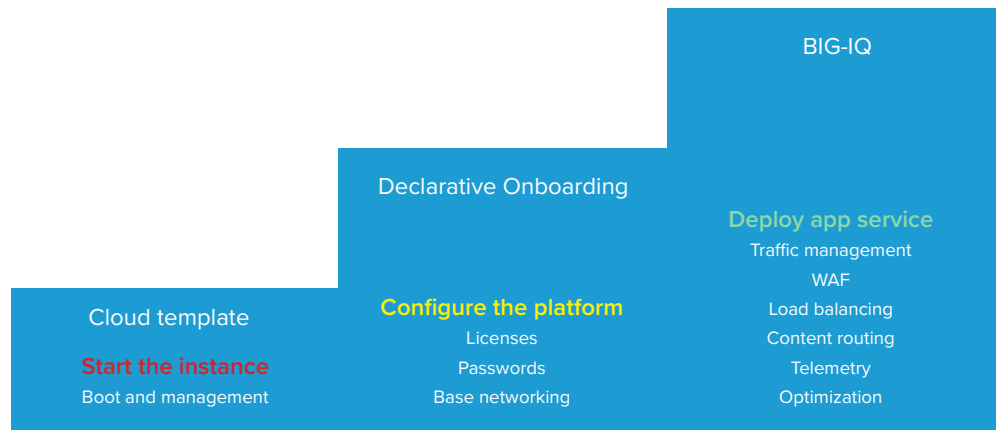 Cloud template
Start the instance
Boot and management
Declarative Onboarding
Configure the platform
Licenses
Passwords
Base networking
BIG-IQ
Deploy app service
Traffic management
WAF
Load balancing
Content routing
Telemetry
Optimization